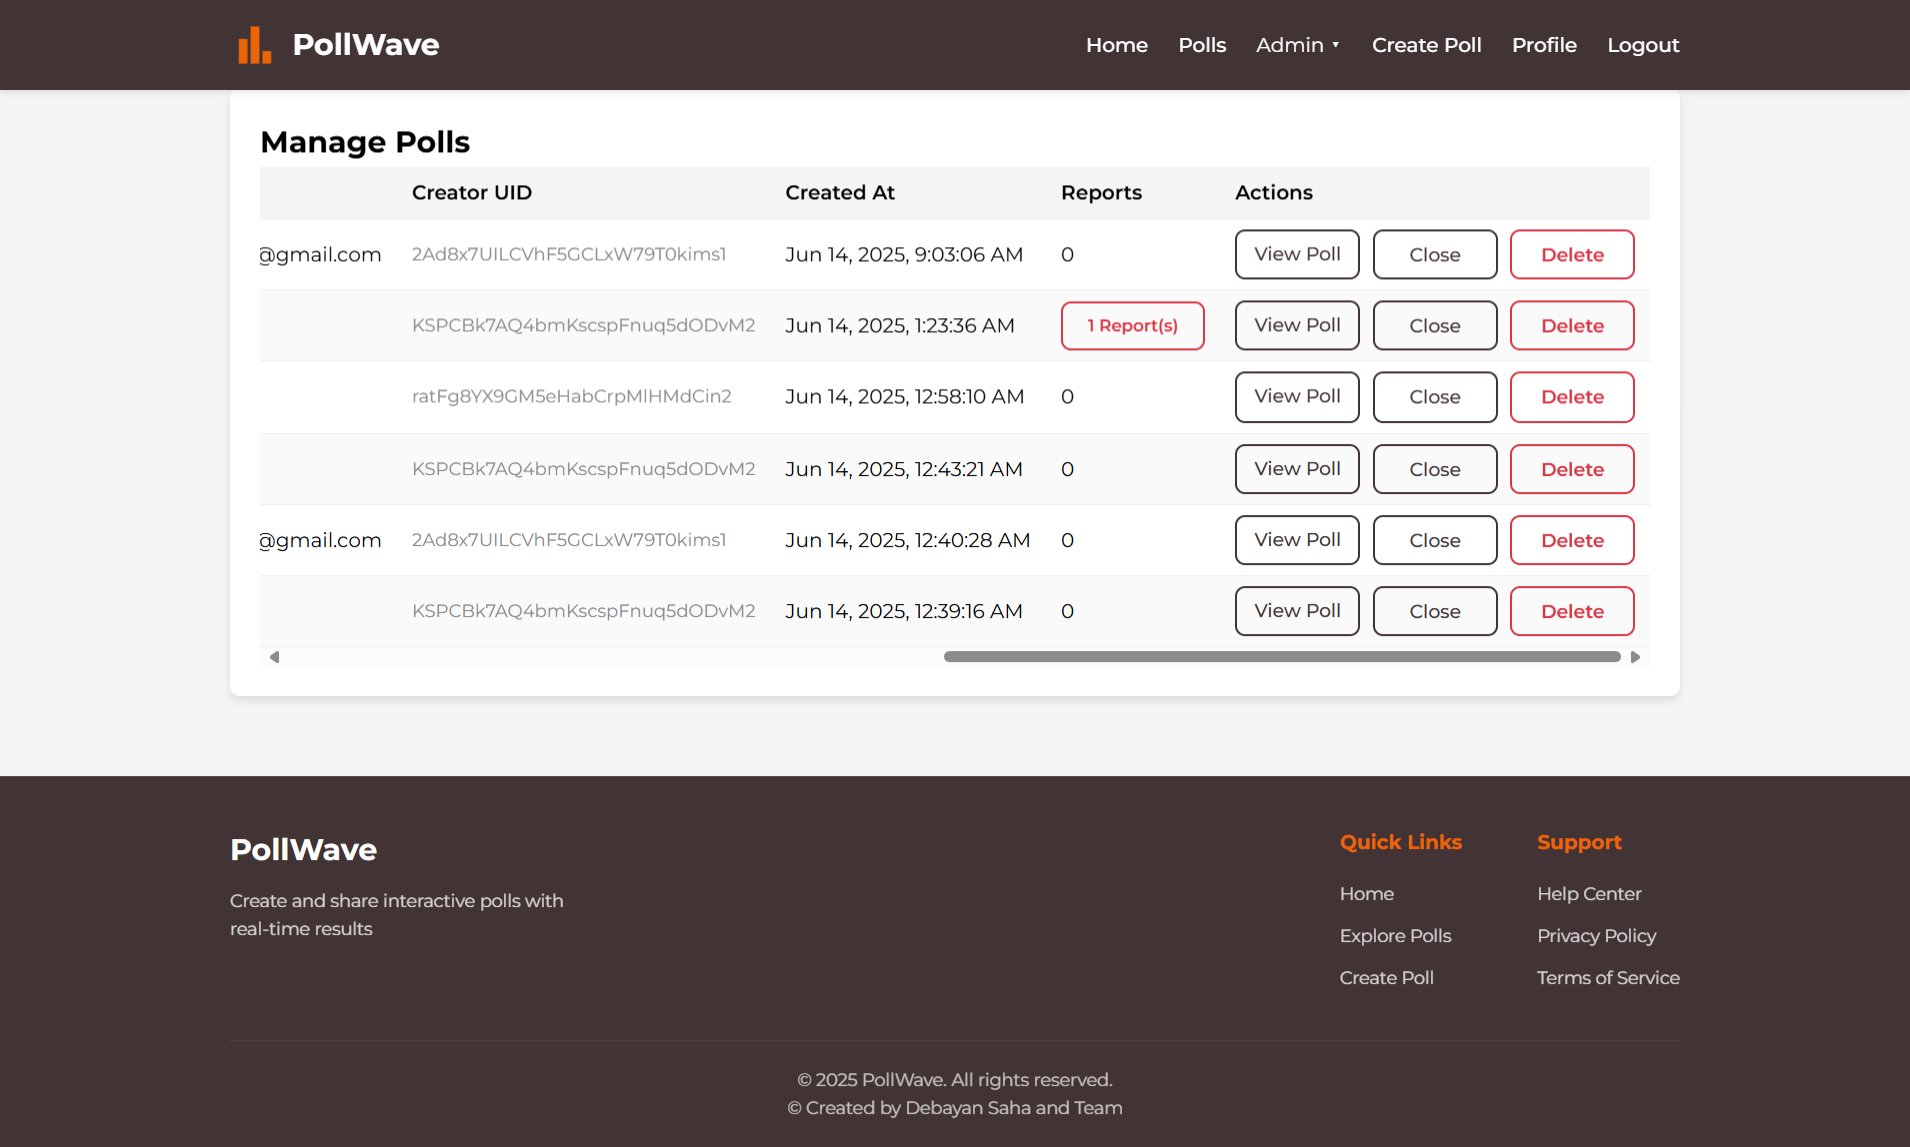 PollWave
Home Polls Admin ▼ Create Poll Profile Logout
Manage Polls
Creator UID Created At Reports Actions
@gmail.com 2Ad8x7UILCVhF5GCLxW79T0kims1 Jun 14, 2025, 9:03:06 AM 0 View Poll Close Delete
KSPCBk7AQ4bmKscspFnuq5dODvM2 Jun 14, 2025, 1:23:36 AM 1 Report(s) View Poll Close Delete
ratFg8YX9GM5eHabCrpMlHMdCin2 Jun 14, 2025, 12:58:10 AM 0 View Poll Close Delete
KSPCBk7AQ4bmKscspFnuq5dODvM2 Jun 14, 2025, 12:43:21 AM 0 View Poll Close Delete
@gmail.com 2Ad8x7UILCVhF5GCLxW79T0kims1 Jun 14, 2025, 12:40:28 AM 0 View Poll Close Delete
KSPCBk7AQ4bmKscspFnuq5dODvM2 Jun 14, 2025, 12:39:16 AM 0 View Poll Close Delete
PollWave
Create and share interactive polls with
real-time results
Quick Links
Home
Explore Polls
Create Poll
Support
Help Center
Privacy Policy
Terms of Service
© 2025 PollWave. All rights reserved.
© Created by Debayan Saha and Team